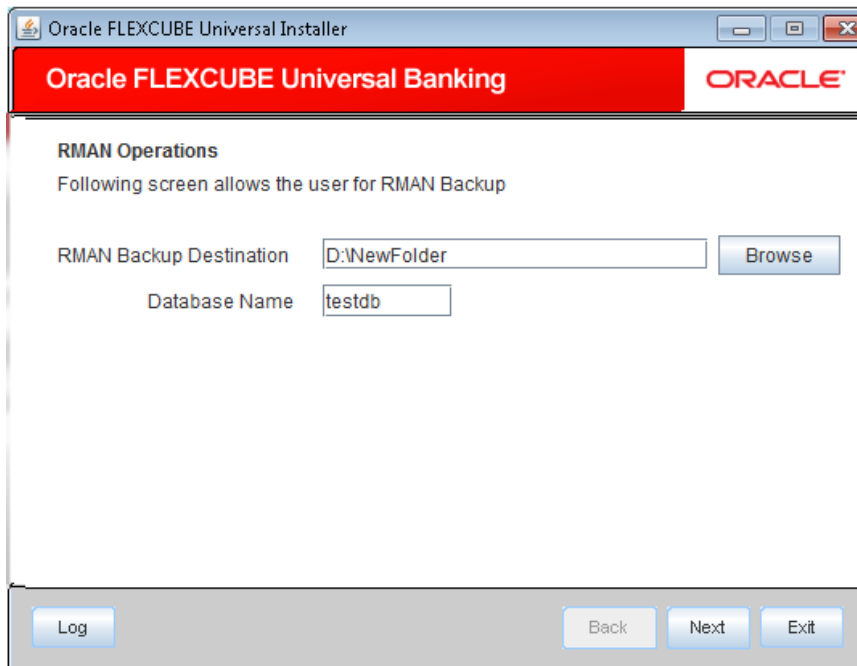 Oracle FLEXCUBE Universal Installer
Oracle FLEXCUBE Universal Banking ORACLE
RMAN Operations
Following screen allows the user for RMAN Backup
RMAN Backup Destination D:\NewFolder Browse
Database Name testdb
Log Back Next Exit